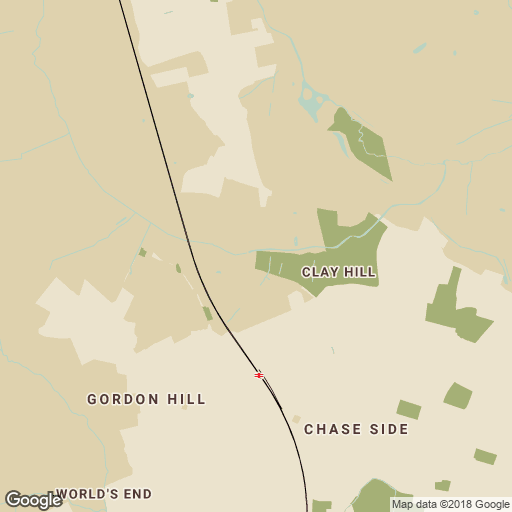 CLAY HILL
GORDON HILL
CHASE SIDE
WORLD'S END
Google
Map data ©2018 Google